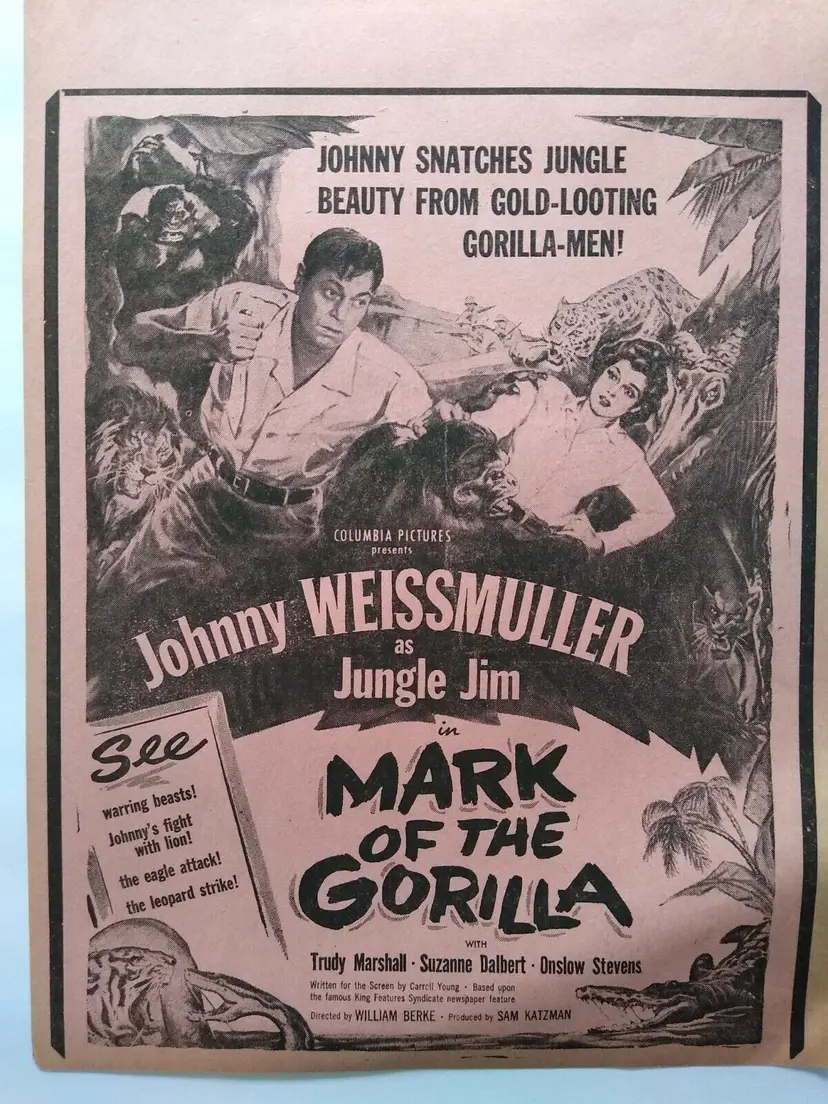 JOHNNY SNATCHES JUNGLE
BEAUTY FROM GOLD-LOOTING
GORILLA-MEN!
COLUMBIA PICTURES
presents
Johnny WEISSMULLER
as
Jungle Jim
in
MARK
OF THE
GORILLA
See
warring beasts!
Johnny's fight
with lion!
the eagle attack!
the leopard strike!
WITH
Trudy Marshall · Suzanne Dalbert · Onslow Stevens
Written for the Screen by Carroll Young · Based upon
the famous King Features Syndicate newspaper feature
Directed by WILLIAM BERKE · Produced by SAM KATZMAN